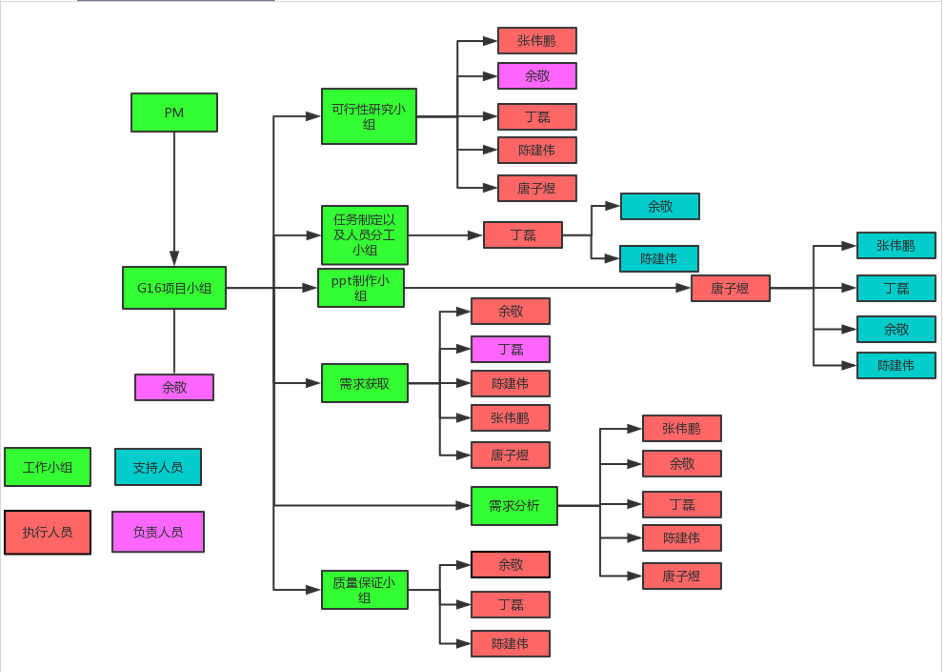 PM
G16项目小组
余敬
可行性研究小
组
张伟鹏
余敬
丁磊
陈建伟
唐子煜
任务制定以
及人员分工
小组
丁磊
余敬
陈建伟
ppt制作小
组
唐子煜
张伟鹏
丁磊
余敬
陈建伟
需求获取
余敬
丁磊
陈建伟
张伟鹏
唐子煜
需求分析
张伟鹏
余敬
丁磊
陈建伟
唐子煜
质量保证小
组
余敬
丁磊
陈建伟
工作小组
支持人员
执行人员
负责人员